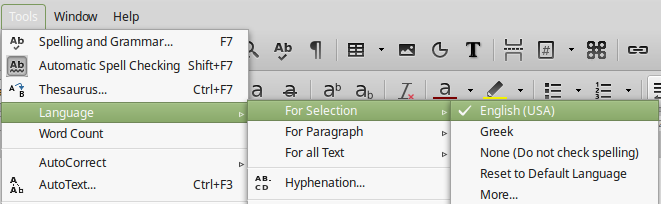 Tools Window Help
Spelling and Grammar... F7
Automatic Spell Checking Shift+F7
Thesaurus... Ctrl+F7
Language
Word Count
AutoCorrect
AutoText... Ctrl+F3
For Selection
For Paragraph
For all Text
Hyphenation...
English (USA)
Greek
None (Do not check spelling)
Reset to Default Language
More...